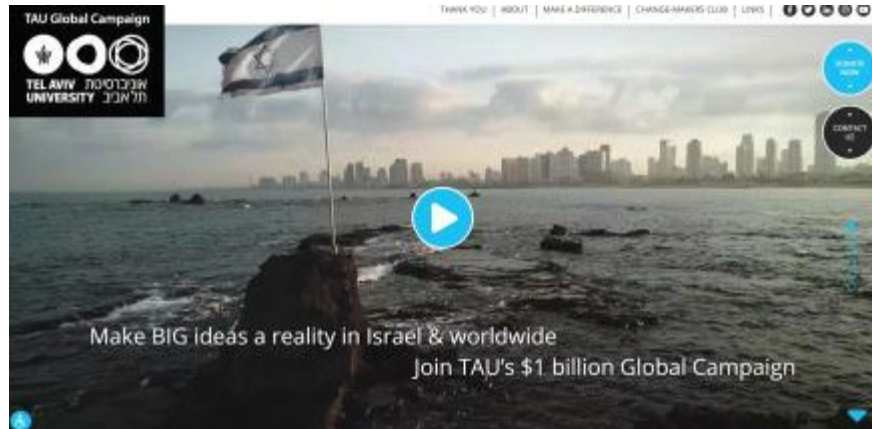 TAU Global Campaign
THANK YOU | ABOUT | MAKE A DIFFERENCE | CHANGE-MAKERS CLUB | LINKS |
TEL AVIV אוניברסיטת
UNIVERSITY תל אביב
DONATE
NOW
CONTACT
US
Make BIG ideas a reality in Israel & worldwide
Join TAU's $1 billion Global Campaign